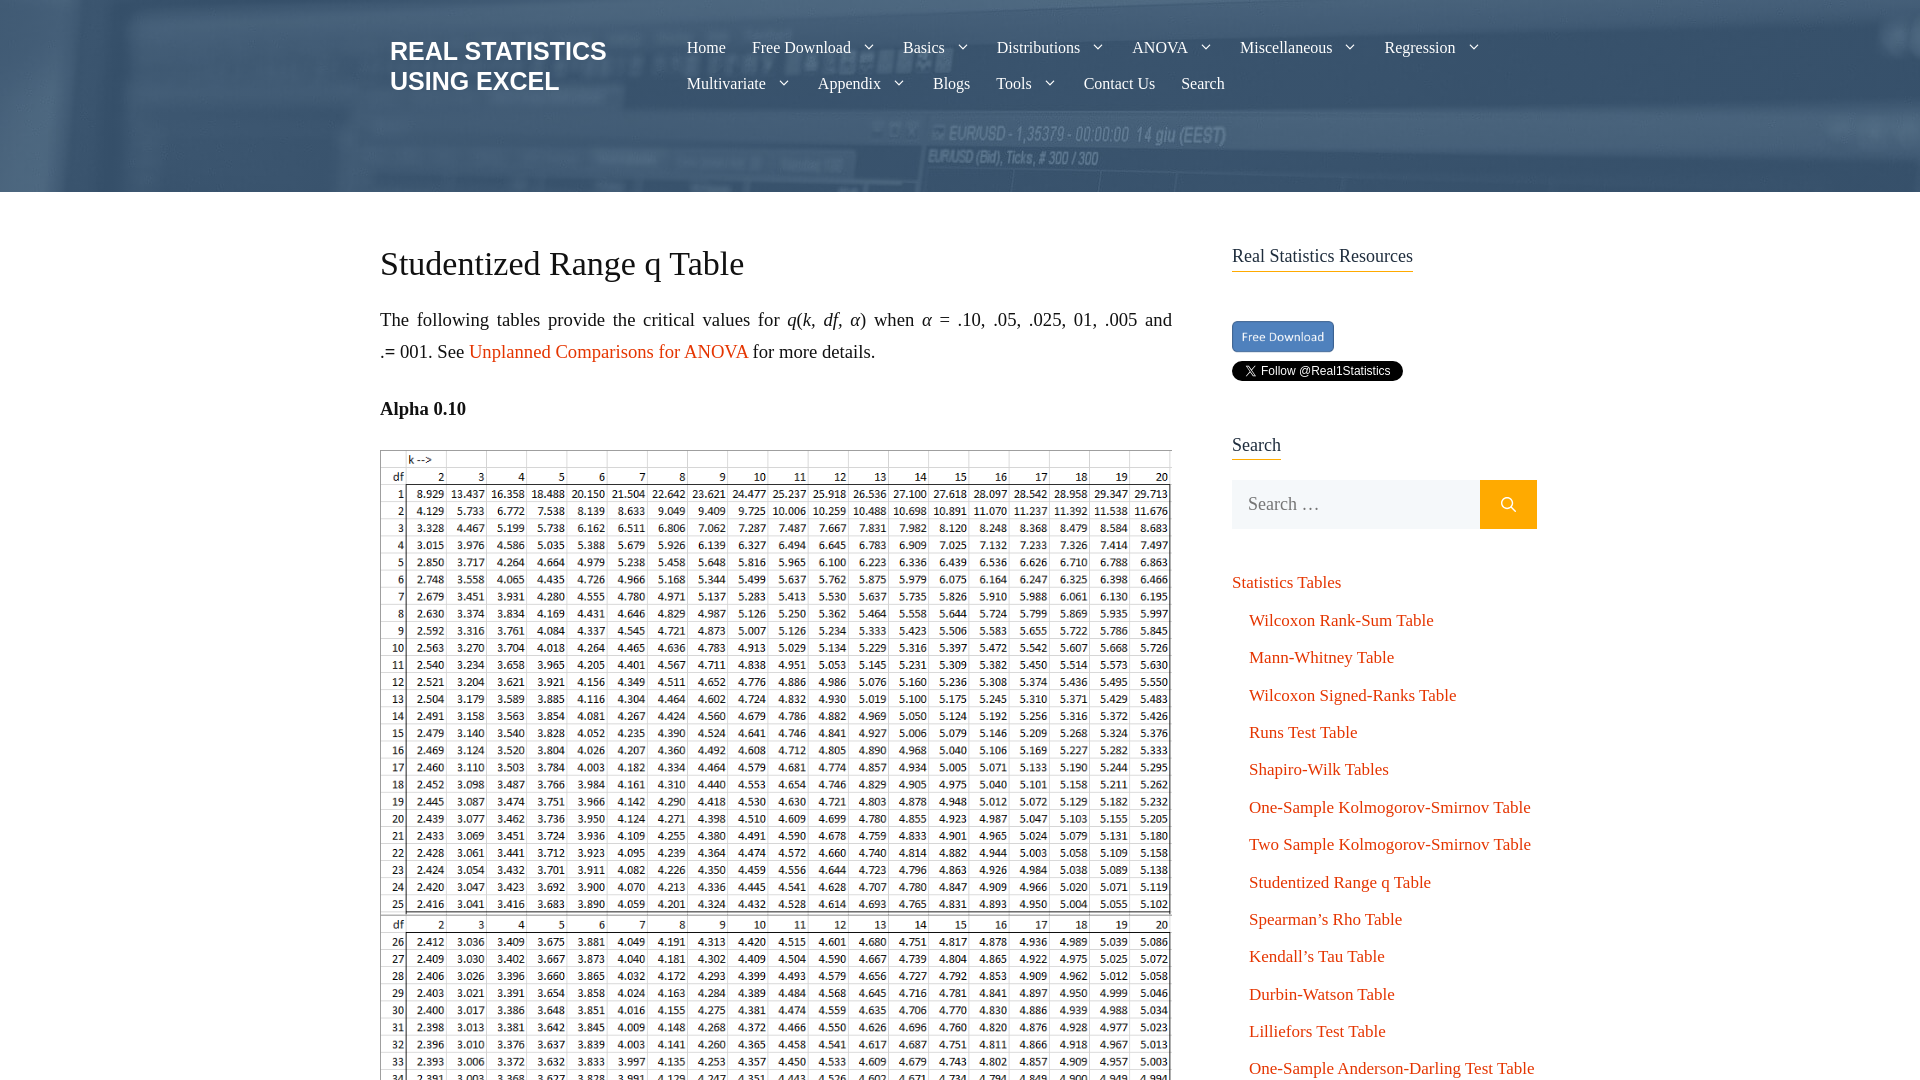 REAL STATISTICS
USING EXCEL
Home Free Download Basics Distributions ANOVA Miscellaneous Regression
Multivariate Appendix Blogs Tools Contact Us Search
EUR/USD - 1,35379 - 00:00:00 14 giu (EEST)
EUR/USD (Bid), Ticks, # 300 / 300
Studentized Range q Table
The following tables provide the critical values for q(k, df, α) when α = .10, .05, .025, 01, .005 and
.= 001. See Unplanned Comparisons for ANOVA for more details.
Alpha 0.10
k -->
df 2 3 4 5 6 7 8 9 10 11 12 13 14 15 16 17 18 19 20
1 8.929 13.437 16.358 18.488 20.150 21.504 22.642 23.621 24.477 25.237 25.918 26.536 27.100 27.618 28.097 28.542 28.958 29.347 29.713
2 4.129 5.733 6.772 7.538 8.139 8.633 9.049 9.409 9.725 10.006 10.259 10.488 10.698 10.891 11.070 11.237 11.392 11.538 11.676
3 3.328 4.467 5.199 5.738 6.162 6.511 6.806 7.062 7.287 7.487 7.667 7.831 7.982 8.120 8.248 8.368 8.479 8.584 8.683
4 3.015 3.976 4.586 5.035 5.388 5.679 5.926 6.139 6.327 6.494 6.645 6.783 6.909 7.025 7.132 7.233 7.326 7.414 7.497
5 2.850 3.717 4.264 4.664 4.979 5.238 5.458 5.648 5.816 5.965 6.100 6.223 6.336 6.439 6.536 6.626 6.710 6.788 6.863
6 2.748 3.558 4.065 4.435 4.726 4.966 5.168 5.344 5.499 5.637 5.762 5.875 5.979 6.075 6.164 6.247 6.325 6.398 6.466
7 2.679 3.451 3.931 4.280 4.555 4.780 4.971 5.137 5.283 5.413 5.530 5.637 5.735 5.826 5.910 5.988 6.061 6.130 6.195
8 2.630 3.374 3.834 4.169 4.431 4.646 4.829 4.987 5.126 5.250 5.362 5.464 5.558 5.644 5.724 5.799 5.869 5.935 5.997
9 2.592 3.316 3.761 4.084 4.337 4.545 4.721 4.873 5.007 5.126 5.234 5.333 5.423 5.506 5.583 5.655 5.722 5.786 5.845
10 2.563 3.270 3.704 4.018 4.264 4.465 4.636 4.783 4.913 5.029 5.134 5.229 5.316 5.397 5.472 5.542 5.607 5.668 5.726
11 2.540 3.234 3.658 3.965 4.205 4.401 4.567 4.711 4.838 4.951 5.053 5.145 5.231 5.309 5.382 5.450 5.514 5.573 5.630
12 2.521 3.204 3.621 3.921 4.156 4.349 4.511 4.652 4.776 4.886 4.986 5.076 5.160 5.236 5.308 5.374 5.436 5.495 5.550
13 2.504 3.179 3.589 3.885 4.116 4.304 4.464 4.602 4.724 4.832 4.930 5.019 5.100 5.175 5.245 5.310 5.371 5.429 5.483
14 2.491 3.158 3.563 3.854 4.081 4.267 4.424 4.560 4.679 4.786 4.882 4.969 5.050 5.124 5.192 5.256 5.316 5.372 5.426
15 2.479 3.140 3.540 3.828 4.052 4.235 4.390 4.524 4.641 4.746 4.841 4.927 5.006 5.079 5.146 5.209 5.268 5.324 5.376
16 2.469 3.124 3.520 3.804 4.026 4.207 4.360 4.492 4.608 4.712 4.805 4.890 4.968 5.040 5.106 5.169 5.227 5.282 5.333
17 2.460 3.110 3.503 3.784 4.003 4.182 4.334 4.464 4.579 4.681 4.774 4.857 4.934 5.005 5.071 5.133 5.190 5.244 5.295
18 2.452 3.098 3.487 3.766 3.984 4.161 4.310 4.440 4.553 4.654 4.746 4.829 4.905 4.975 5.040 5.101 5.158 5.211 5.262
19 2.445 3.087 3.474 3.751 3.966 4.142 4.290 4.418 4.530 4.630 4.721 4.803 4.878 4.948 5.012 5.072 5.129 5.182 5.232
20 2.439 3.077 3.462 3.736 3.950 4.124 4.271 4.398 4.510 4.609 4.699 4.780 4.855 4.923 4.987 5.047 5.103 5.155 5.205
21 2.433 3.069 3.451 3.724 3.936 4.109 4.255 4.380 4.491 4.590 4.678 4.759 4.833 4.901 4.965 5.024 5.079 5.131 5.180
22 2.428 3.061 3.441 3.712 3.923 4.095 4.239 4.364 4.474 4.572 4.660 4.740 4.814 4.882 4.944 5.003 5.058 5.109 5.158
23 2.424 3.054 3.432 3.701 3.911 4.082 4.226 4.350 4.459 4.556 4.644 4.723 4.796 4.863 4.926 4.984 5.038 5.089 5.138
24 2.420 3.047 3.423 3.692 3.900 4.070 4.213 4.336 4.445 4.541 4.628 4.707 4.780 4.847 4.909 4.966 5.020 5.071 5.119
25 2.416 3.041 3.416 3.683 3.890 4.059 4.201 4.324 4.432 4.528 4.614 4.693 4.765 4.831 4.893 4.950 5.004 5.055 5.102
df 2 3 4 5 6 7 8 9 10 11 12 13 14 15 16 17 18 19 20
26 2.412 3.036 3.409 3.675 3.881 4.049 4.191 4.313 4.420 4.515 4.601 4.680 4.751 4.817 4.878 4.936 4.989 5.039 5.086
27 2.409 3.030 3.402 3.667 3.873 4.040 4.181 4.302 4.409 4.504 4.590 4.667 4.739 4.804 4.865 4.922 4.975 5.025 5.072
28 2.406 3.026 3.396 3.660 3.865 4.032 4.172 4.293 4.399 4.493 4.579 4.656 4.727 4.792 4.853 4.909 4.962 5.012 5.058
29 2.403 3.021 3.391 3.654 3.858 4.024 4.163 4.284 4.389 4.484 4.568 4.645 4.716 4.781 4.841 4.897 4.950 4.999 5.046
30 2.400 3.017 3.386 3.648 3.851 4.016 4.155 4.275 4.381 4.474 4.559 4.635 4.706 4.770 4.830 4.886 4.939 4.988 5.034
31 2.398 3.013 3.381 3.642 3.845 4.009 4.148 4.268 4.372 4.466 4.550 4.626 4.696 4.760 4.820 4.876 4.928 4.977 5.023
32 2.396 3.010 3.376 3.637 3.839 4.003 4.141 4.260 4.365 4.458 4.541 4.617 4.687 4.751 4.811 4.866 4.918 4.967 5.013
33 2.393 3.006 3.372 3.632 3.833 3.997 4.135 4.253 4.357 4.450 4.533 4.609 4.679 4.743 4.802 4.857 4.909 4.957 5.003
34 2.391 3.003 3.368 3.627 3.828 3.991 4.129 4.247 4.351 4.443 4.526 4.602 4.671 4.734 4.794 4.849 4.900 4.949 4.994
Real Statistics Resources
Free Download
Follow @Real1Statistics
Search
Search …
Statistics Tables
Wilcoxon Rank-Sum Table
Mann-Whitney Table
Wilcoxon Signed-Ranks Table
Runs Test Table
Shapiro-Wilk Tables
One-Sample Kolmogorov-Smirnov Table
Two Sample Kolmogorov-Smirnov Table
Studentized Range q Table
Spearman’s Rho Table
Kendall’s Tau Table
Durbin-Watson Table
Lilliefors Test Table
One-Sample Anderson-Darling Test Table